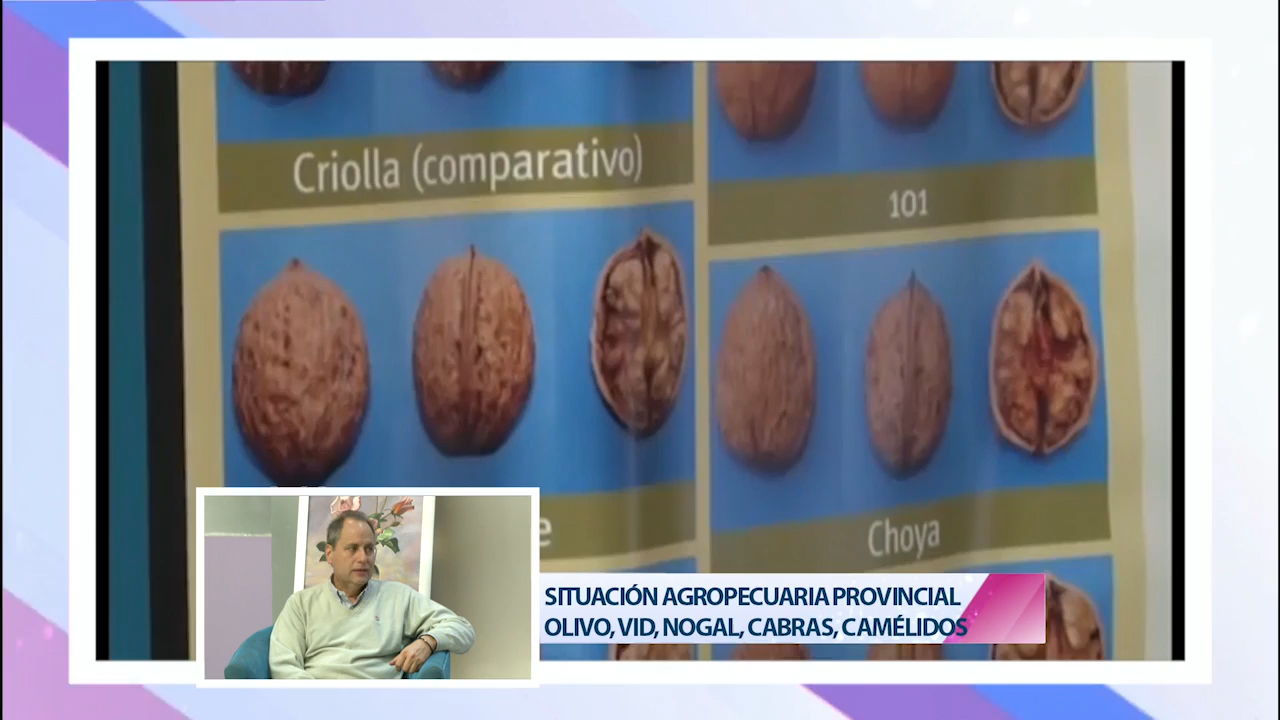 Criolla (comparativo)
101
Choya
SITUACIÓN AGROPECUARIA PROVINCIAL
OLIVO, VID, NOGAL, CABRAS, CAMÉLIDOS